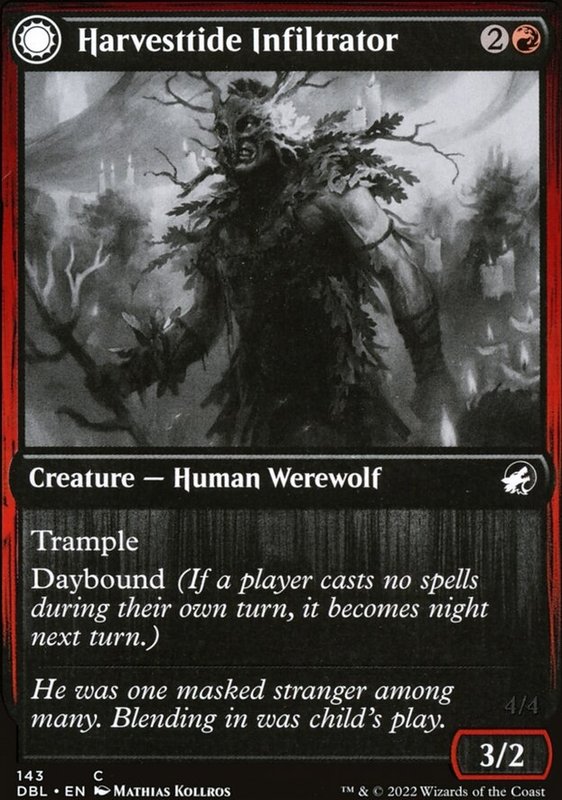 Harvesttide Infiltrator 2
Creature — Human Werewolf
Trample
Daybound (If a player casts no spells
during their own turn, it becomes night
next turn.)
He was one masked stranger among
many. Blending in was child's play.
4/4
3/2
143 C
DBL • EN Mathias Kollros ™ & © 2022 Wizards of the Coast